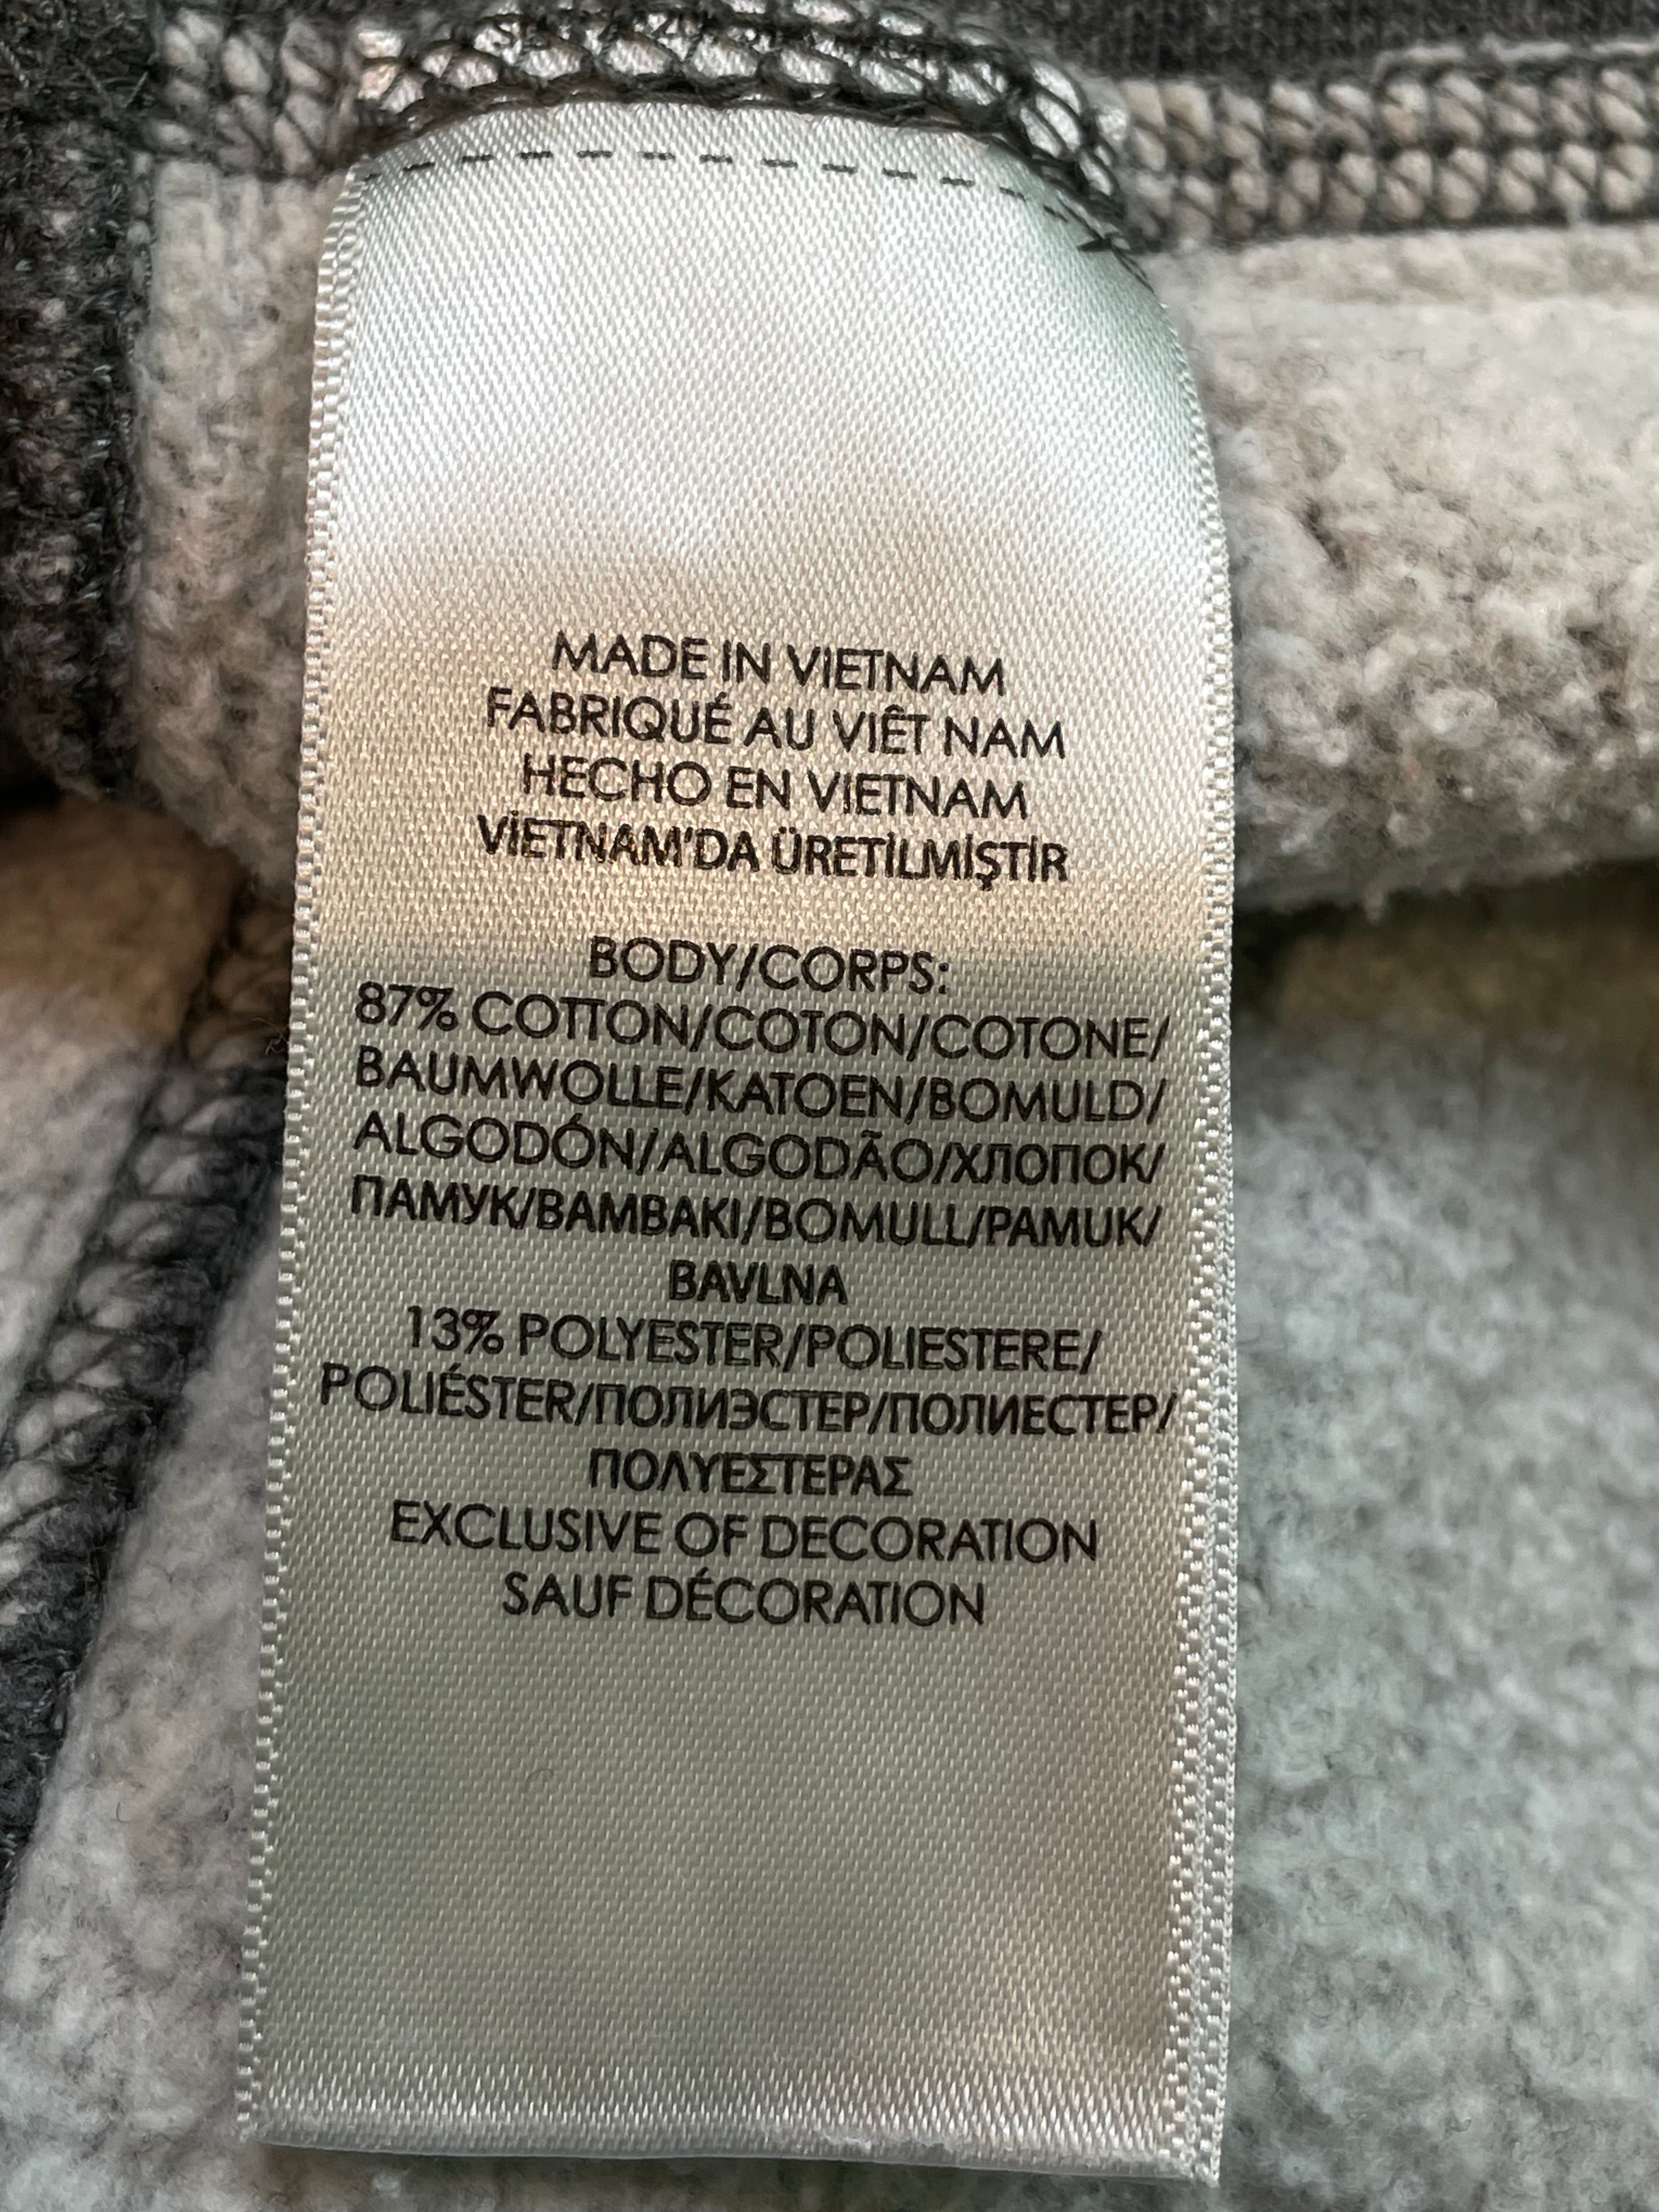 MADE IN VIETNAM
FABRIQUÉ AU VIÊT NAM
HECHO EN VIETNAM
VİETNAM'DA ÜRETİLMİŞTİR
BODY/CORPS:
87% COTTON/COTON/COTONE/
BAUMWOLLE/KATOEN/BOMULD/
ALGODÓN/ALGODÃO/ХЛОПОК/
ПАМУК/ΒΑΜΒΑΚΙ/BOMULL/PAMUK/
BAVLNA
13% POLYESTER/POLIESTERE/
POLIÉSTER/ПОЛИЭСТЕР/ПОЛИЕСТЕР/
ΠΟΛΥΕΣΤΕΡΑΣ
EXCLUSIVE OF DECORATION
SAUF DÉCORATION